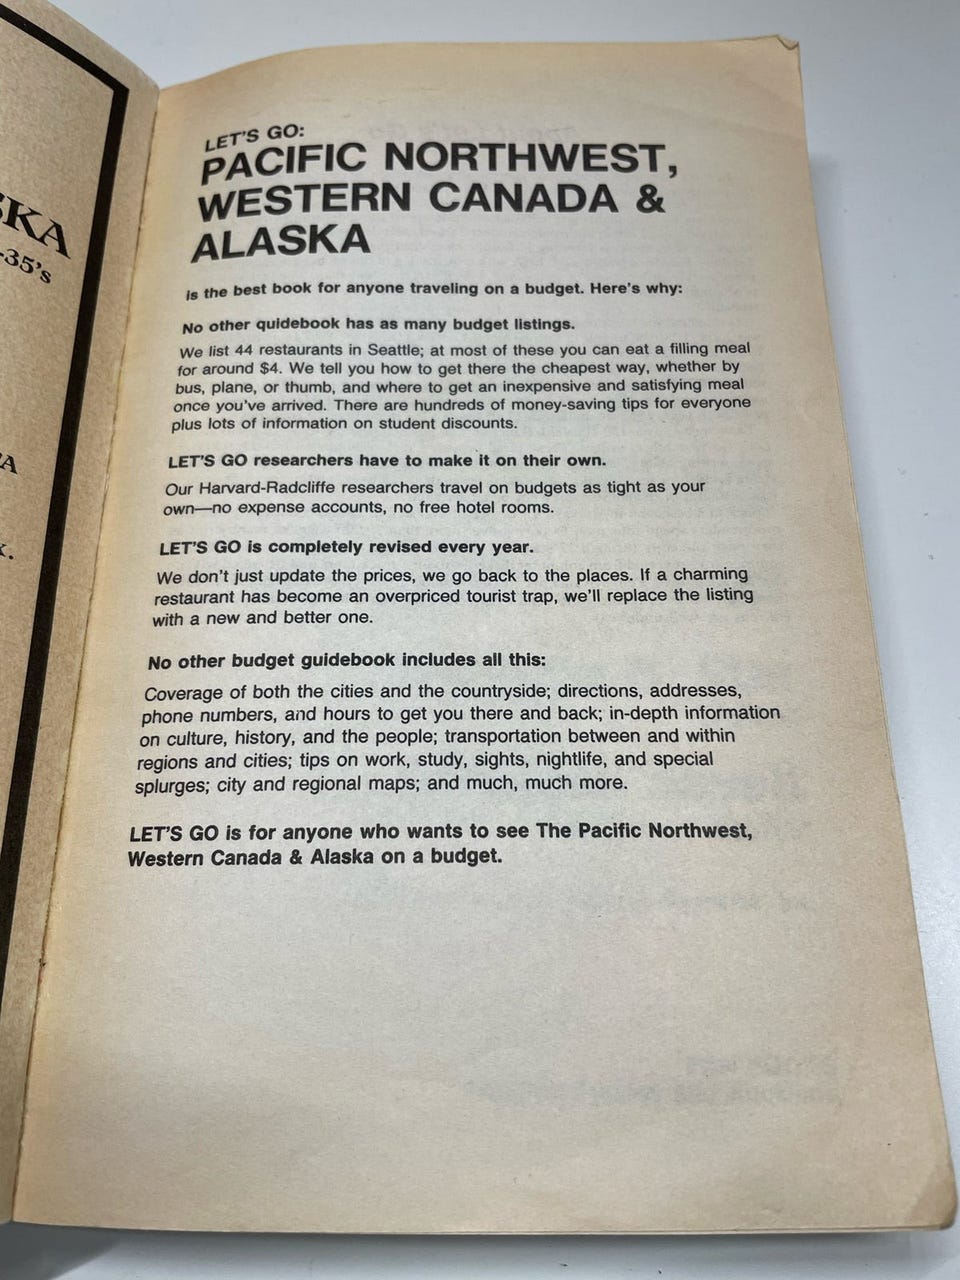 SKA
-35's
LET'S GO:
PACIFIC NORTHWEST,
WESTERN CANADA &
ALASKA
is the best book for anyone traveling on a budget. Here's why:
No other quidebook has as many budget listings.
We list 44 restaurants in Seattle; at most of these you can eat a filling meal
for around $4. We tell you how to get there the cheapest way, whether by
bus, plane, or thumb, and where to get an inexpensive and satisfying meal
once you've arrived. There are hundreds of money-saving tips for everyone
plus lots of information on student discounts.
LET'S GO researchers have to make it on their own.
Our Harvard-Radcliffe researchers travel on budgets as tight as your
own—no expense accounts, no free hotel rooms.
LET'S GO is completely revised every year.
We don't just update the prices, we go back to the places. If a charming
restaurant has become an overpriced tourist trap, we'll replace the listing
with a new and better one.
No other budget guidebook includes all this:
Coverage of both the cities and the countryside; directions, addresses,
phone numbers, and hours to get you there and back; in-depth information
on culture, history, and the people; transportation between and within
regions and cities; tips on work, study, sights, nightlife, and special
splurges; city and regional maps; and much, much more.
LET'S GO is for anyone who wants to see The Pacific Northwest,
Western Canada & Alaska on a budget.